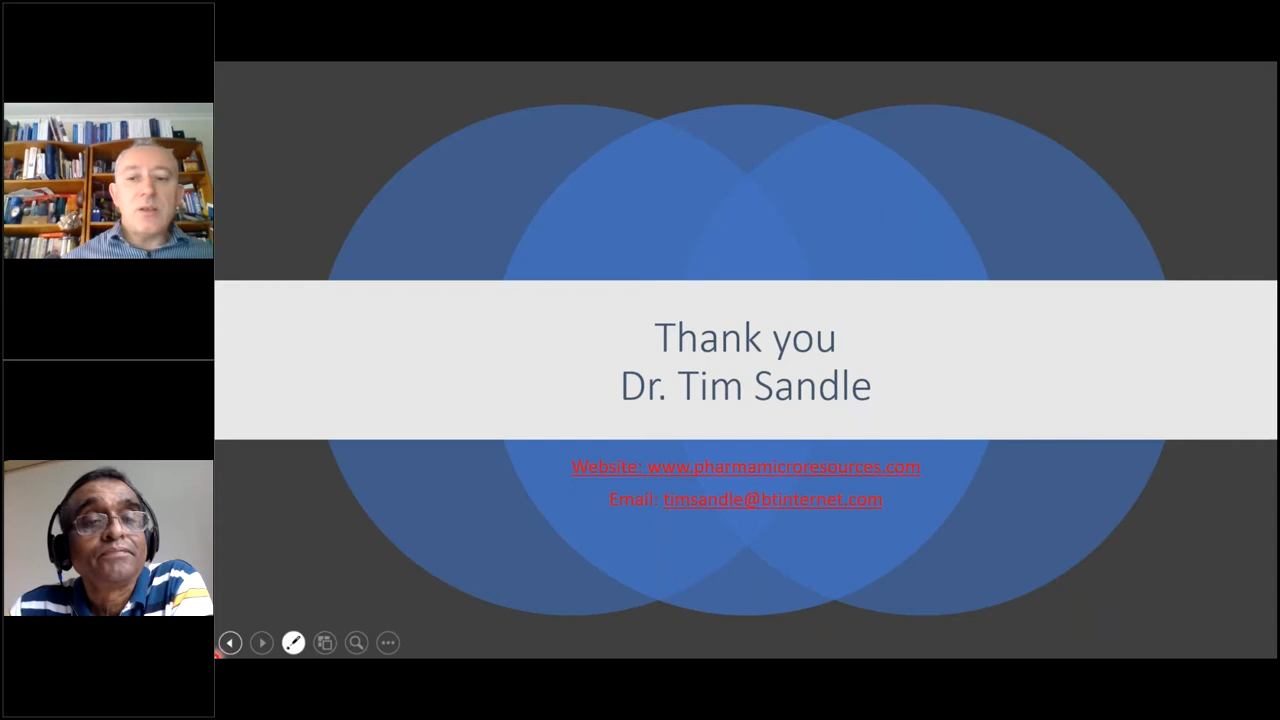 Thank you
Dr. Tim Sandle
Website: www.pharmamicroresources.com
Email: timsandle@btinternet.com